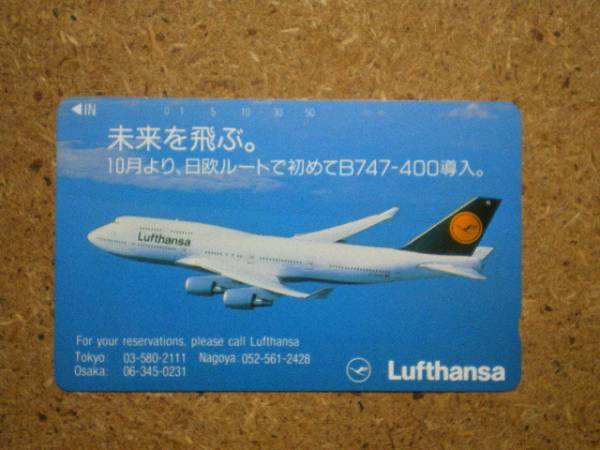 ◀IN
0 1 5 10 30 50
未来を飛ぶ。
10月より、日欧ルートで初めてB747-400導入。
Lufthansa
For your reservations, please call Lufthansa
Tokyo: 03-580-2111 Nagoya: 052-561-2428
Osaka: 06-345-0231
Lufthansa